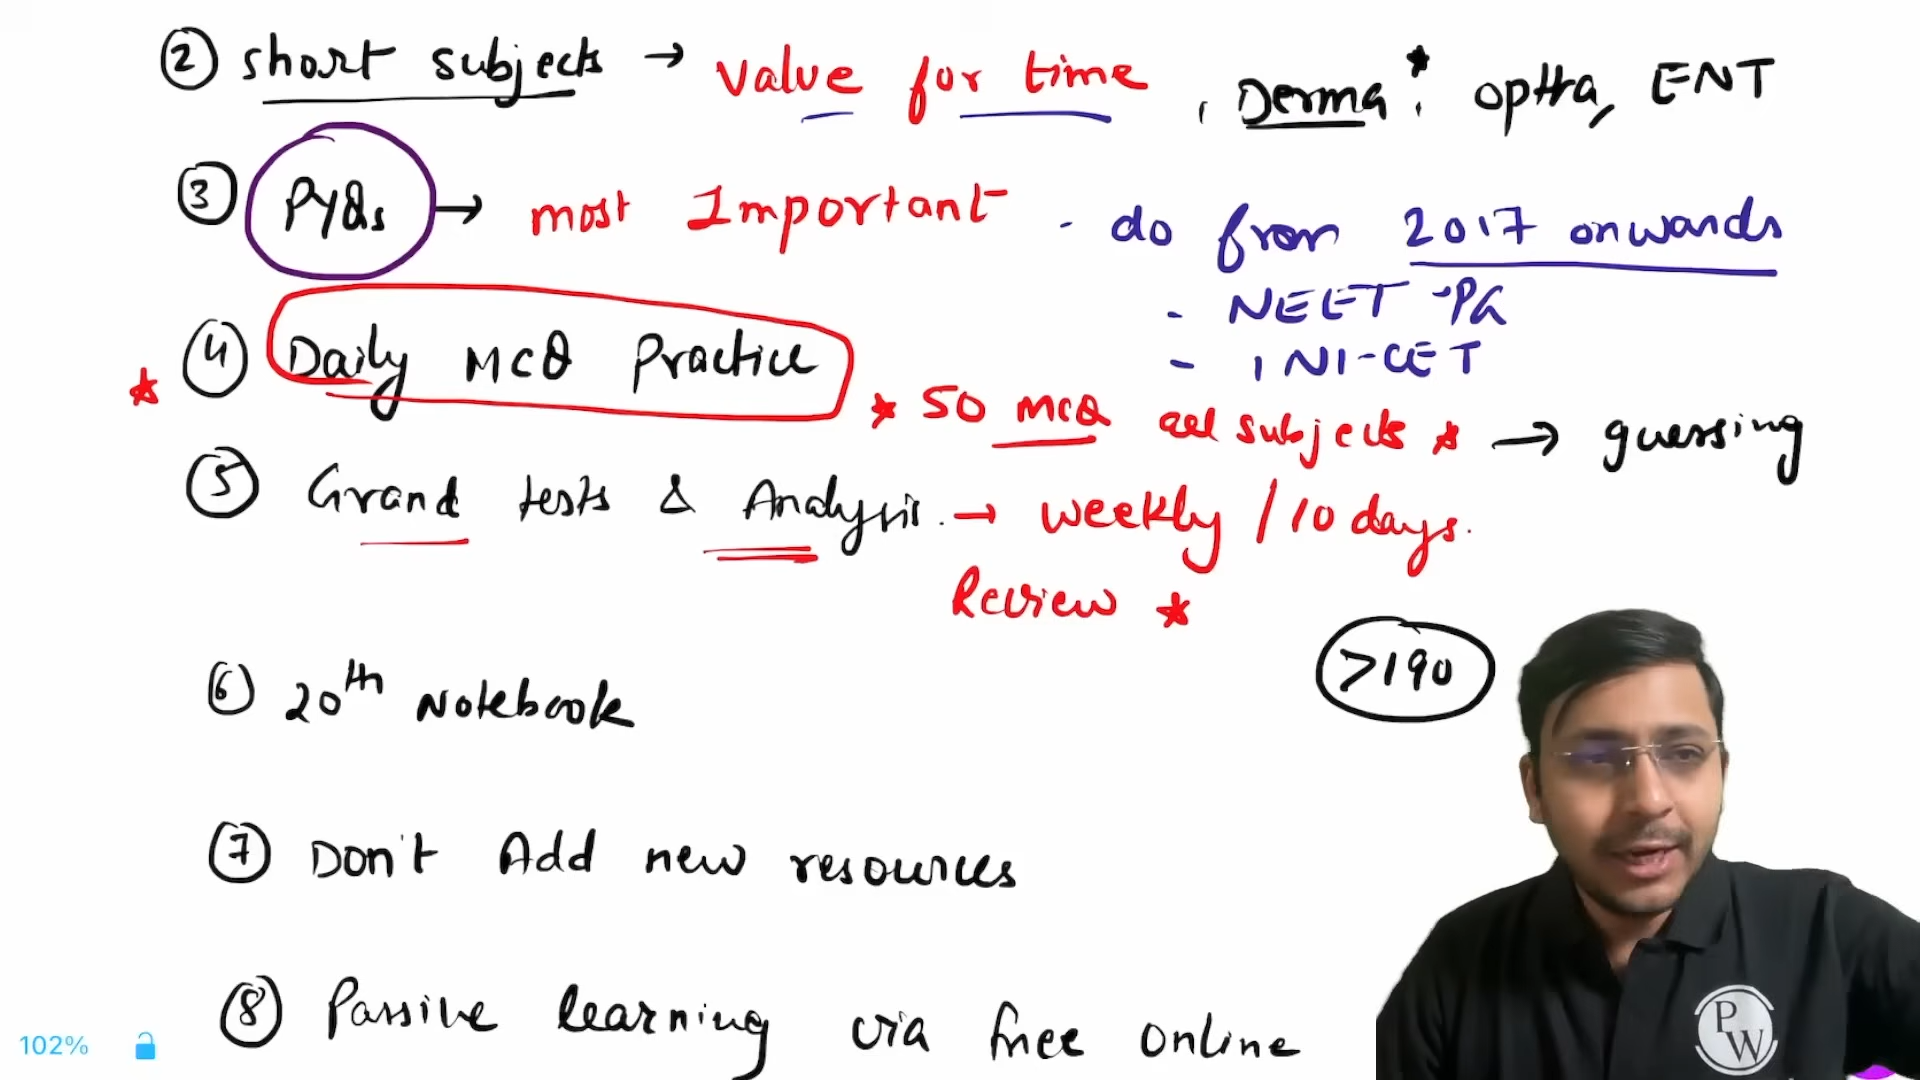 ② short subjects → value for time , Derma* : optha, ENT
③ PYQs → most Important - do from 2017 onwards
- NEET-PG
- INI-CET
* ④ Daily MCQ Practice * 50 MCQ all subjects * → guessing
⑤ Grand tests & Analysis. → weekly / 10 days.
Review *
>190
⑥ 20th Notebook
⑦ Don't Add new resources
⑧ Passive learning via free online
102%
PW